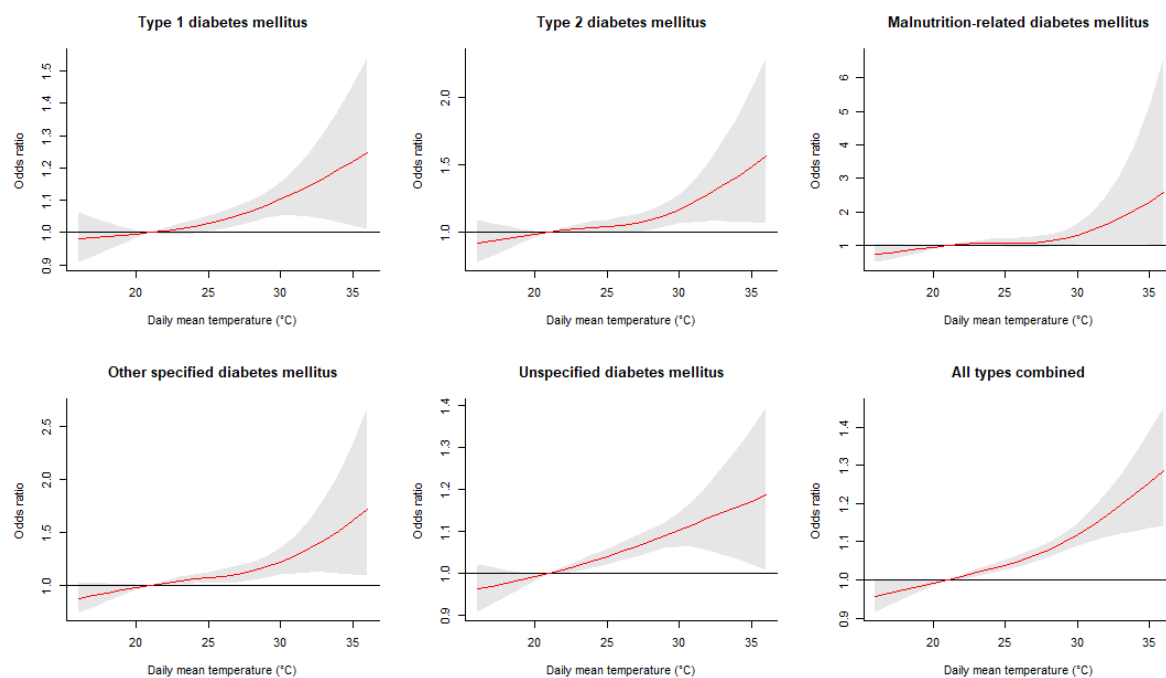 Type 1 diabetes mellitus
Odds ratio
0.9 1.0 1.1 1.2 1.3 1.4 1.5
20 25 30 35
Daily mean temperature (°C)
Type 2 diabetes mellitus
Odds ratio
1.0 1.5 2.0
20 25 30 35
Daily mean temperature (°C)
Malnutrition-related diabetes mellitus
Odds ratio
1 2 3 4 5 6
20 25 30 35
Daily mean temperature (°C)
Other specified diabetes mellitus
Odds ratio
1.0 1.5 2.0 2.5
20 25 30 35
Daily mean temperature (°C)
Unspecified diabetes mellitus
Odds ratio
0.9 1.0 1.1 1.2 1.3 1.4
20 25 30 35
Daily mean temperature (°C)
All types combined
Odds ratio
0.9 1.0 1.1 1.2 1.3 1.4
20 25 30 35
Daily mean temperature (°C)